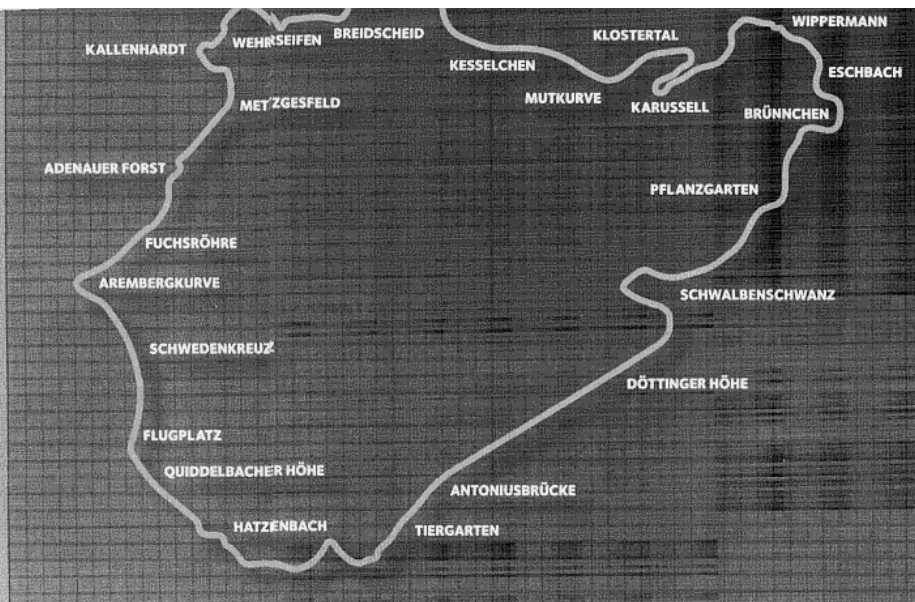 WIPPERMANN
BREIDSCHEID
KLOSTERTAL
WEHRSEIFEN
KALLENHARDT
KESSELCHEN
ESCHBACH
MUTKURVE
METZGESFELD
KARUSSELL
BRÜNNCHEN
ADENAUER FORST
PFLANZGARTEN
FUCHSRÖHRE
AREMBERGKURVE
SCHWALBENSCHWANZ
SCHWEDENKREUZ
DÖTTINGER HÖHE
FLUGPLATZ
QUIDDELBACHER HÖHE
ANTONIUSBRÜCKE
HATZENBACH
TIERGARTEN